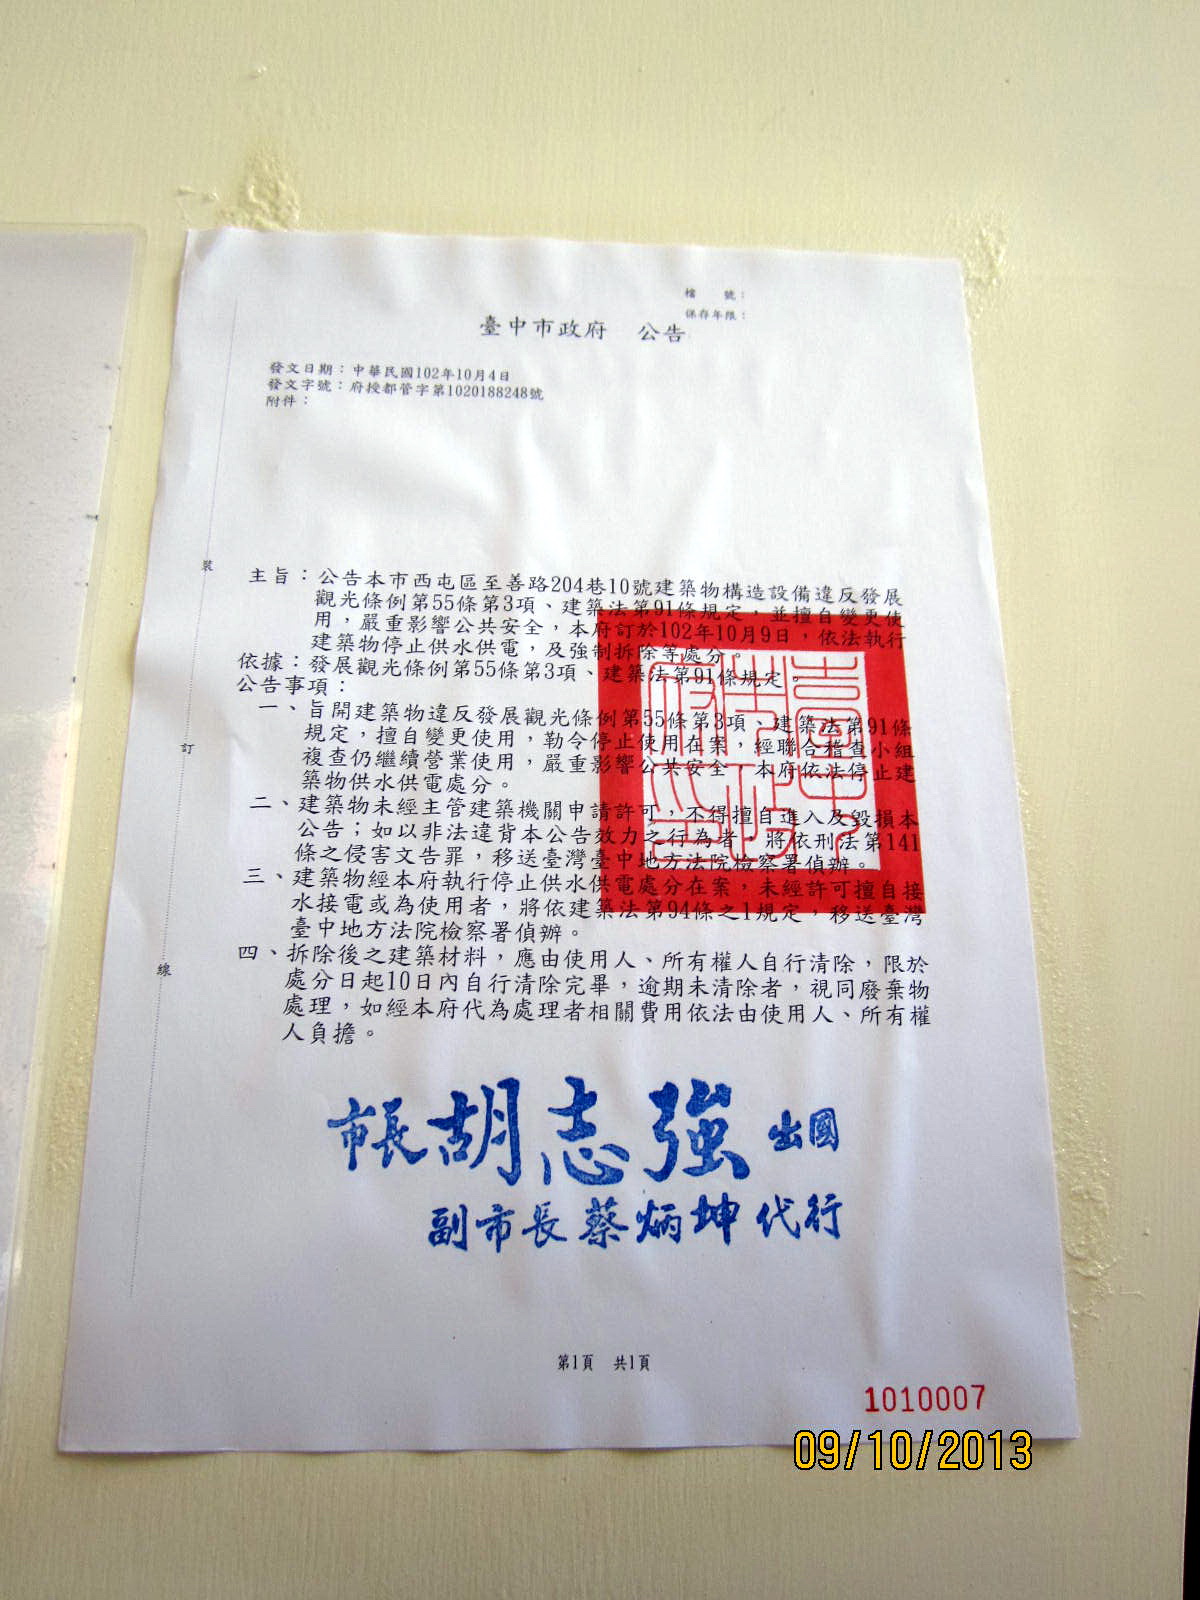 檔　　號：
保存年限：
臺中市政府　公告
發文日期：中華民國102年10月4日
發文字號：府授都管字第1020188248號
附件：
主旨：公告本市西屯區至善路204巷10號建築物構造設備違反發展
觀光條例第55條第3項、建築法第91條規定，並擅自變更使
用，嚴重影響公共安全，本府訂於102年10月9日，依法執行
建築物停止供水供電，及強制拆除等處分。
依據：發展觀光條例第55條第3項、建築法第91條規定。
公告事項：
一、旨開建築物違反發展觀光條例第55條第3項、建築法第91條
規定，擅自變更使用，勒令停止使用在案，經聯合稽查小組
複查仍繼續營業使用，嚴重影響公共安全，本府依法停止建
築物供水供電處分。
二、建築物未經主管建築機關申請許可，不得擅自進入及毀損本
公告；如以非法違背本公告效力之行為者，將依刑法第141
條之侵害文告罪，移送臺灣臺中地方法院檢察署偵辦。
三、建築物經本府執行停止供水供電處分在案，未經許可擅自接
水接電或為使用者，將依建築法第94條之1規定，移送臺灣
臺中地方法院檢察署偵辦。
四、拆除後之建築材料，應由使用人、所有權人自行清除，限於
處分日起10日內自行清除完畢，逾期未清除者，視同廢棄物
處理，如經本府代為處理者相關費用依法由使用人、所有權
人負擔。
裝
訂
線
臺中市政府印
市長胡志強出國
副市長蔡炳坤代行
第1頁　共1頁
1010007
09/10/2013